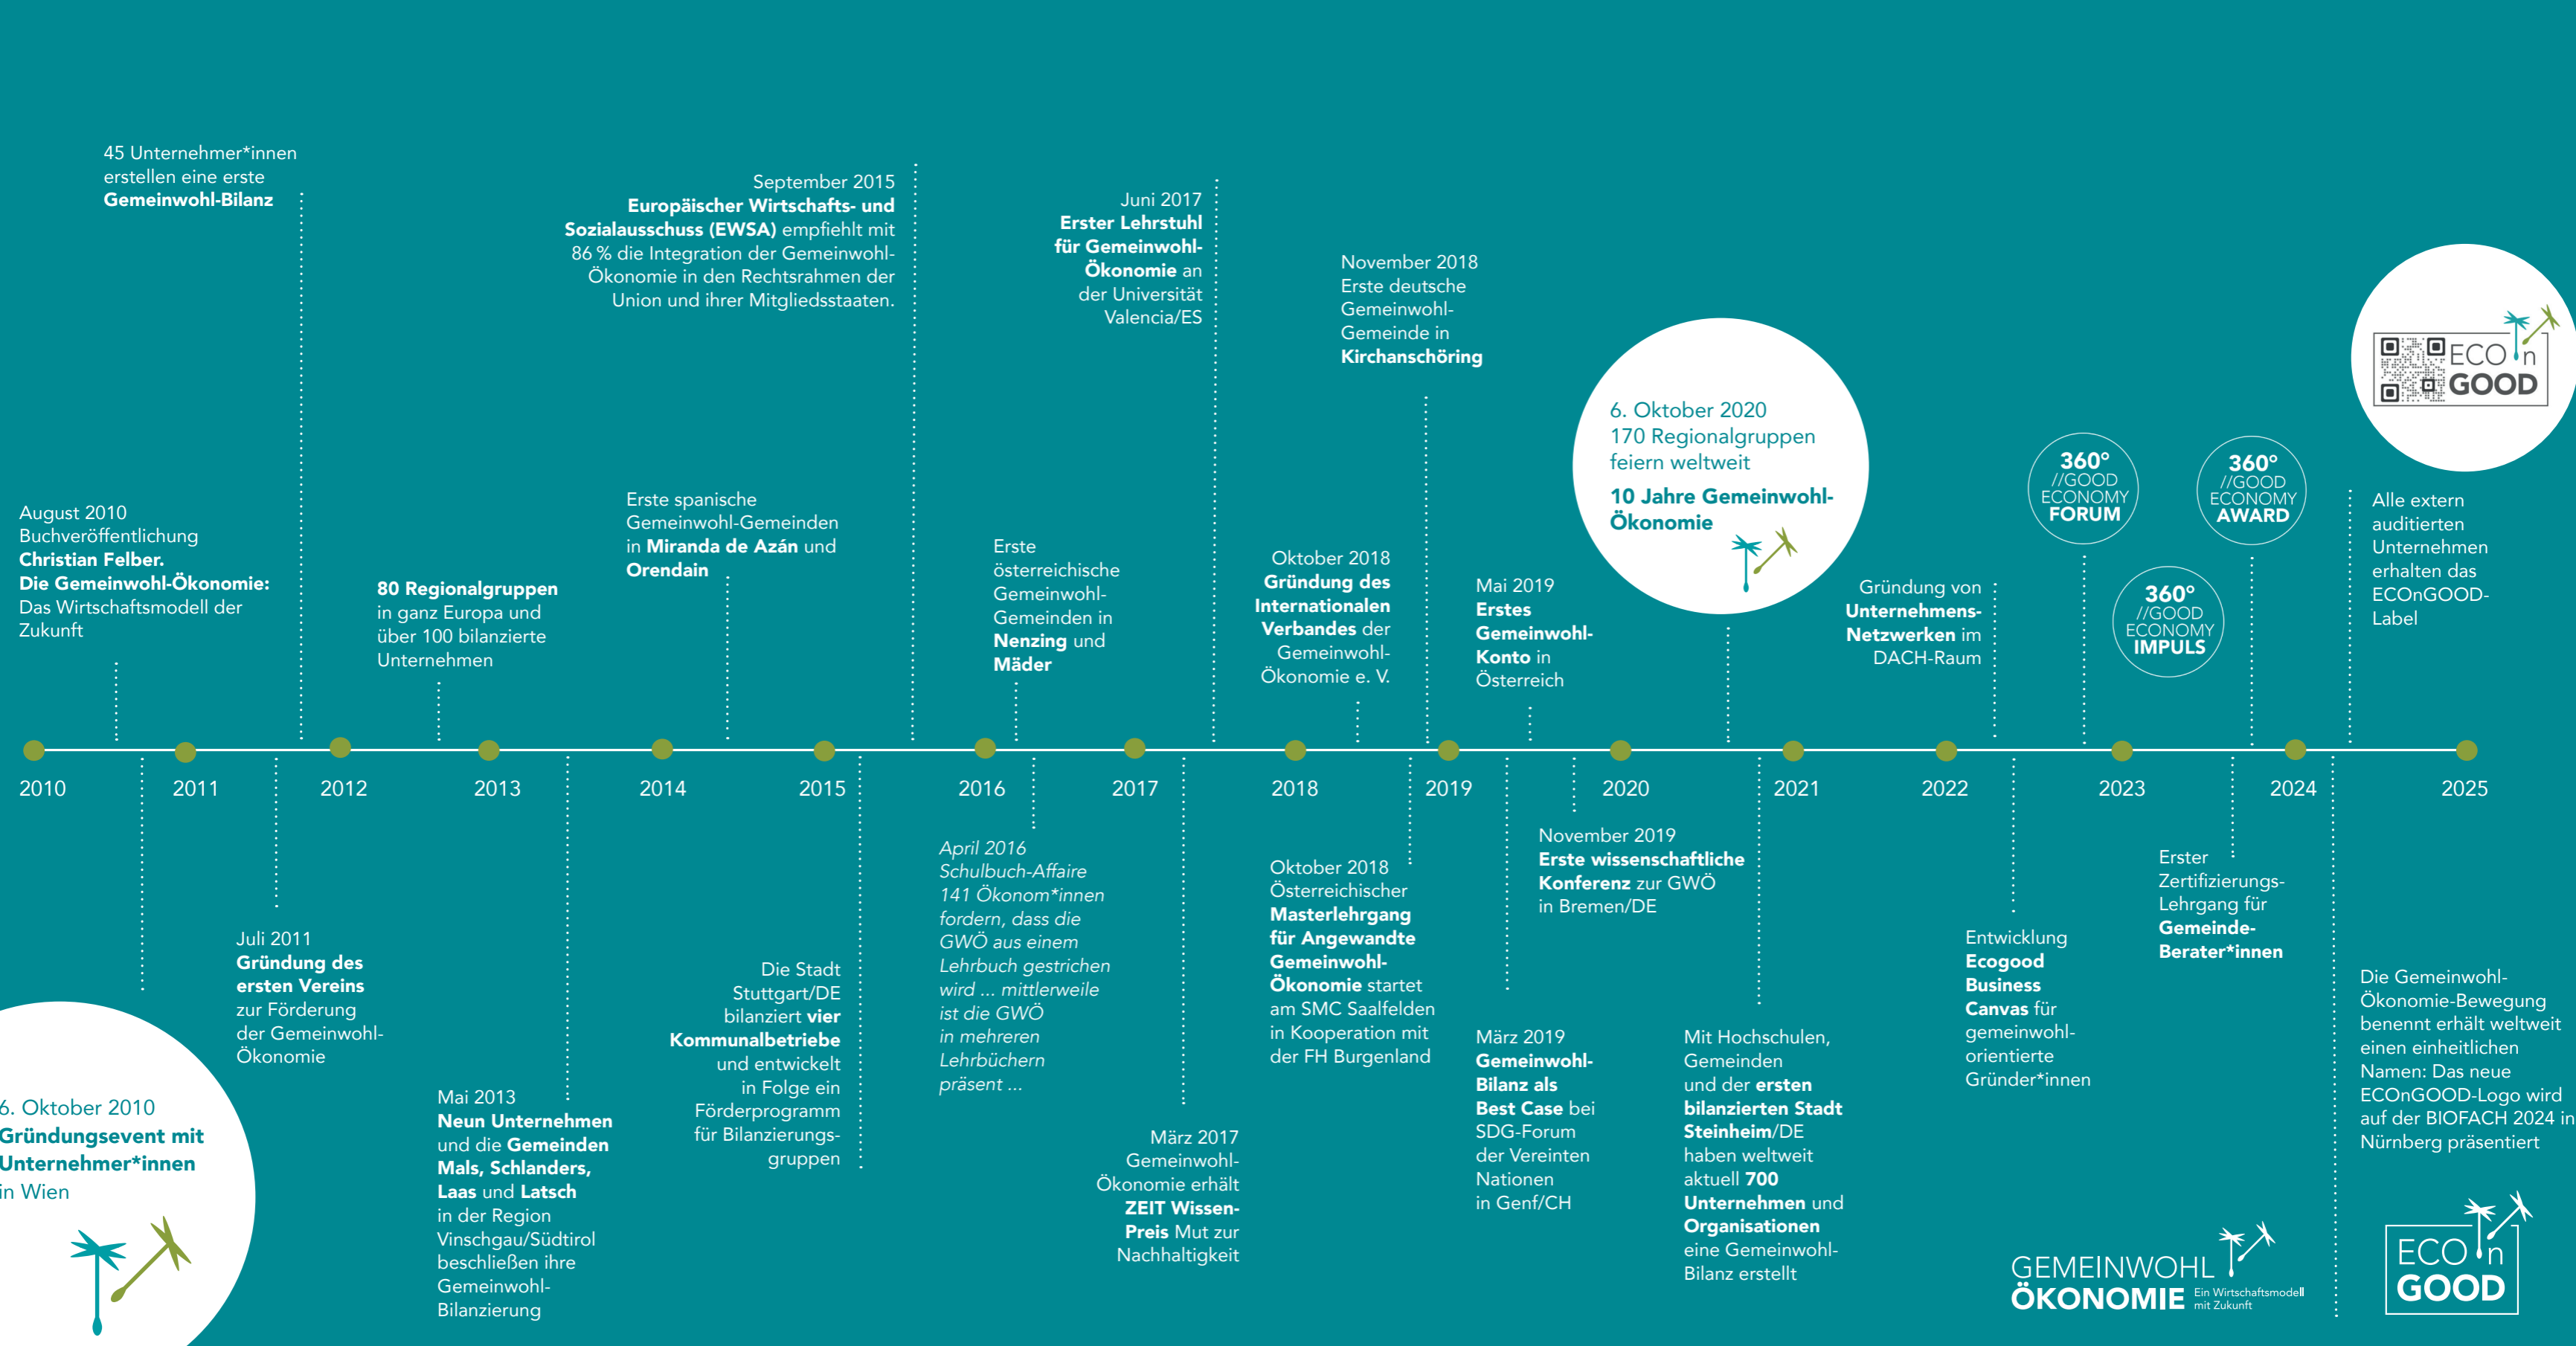 45 Unternehmer*innen
erstellen eine erste
Gemeinwohl-Bilanz
September 2015
Europäischer Wirtschafts- und
Sozialausschuss (EWSA) empfiehlt mit
86 % die Integration der Gemeinwohl-
Ökonomie in den Rechtsrahmen der
Union und ihrer Mitgliedsstaaten.
Juni 2017
Erster Lehrstuhl
für Gemeinwohl-
Ökonomie an
der Universität
Valencia/ES
November 2018
Erste deutsche
Gemeinwohl-
Gemeinde in
Kirchanschöring
ECOn
GOOD
August 2010
Buchveröffentlichung
Christian Felber.
Die Gemeinwohl-Ökonomie:
Das Wirtschaftsmodell der
Zukunft
80 Regionalgruppen
in ganz Europa und
über 100 bilanzierte
Unternehmen
Erste spanische
Gemeinwohl-Gemeinden
in Miranda de Azán und
Orendain
Erste
österreichische
Gemeinwohl-
Gemeinden in
Nenzing und
Mäder
Oktober 2018
Gründung des
Internationalen
Verbandes der
Gemeinwohl-
Ökonomie e. V.
Mai 2019
Erstes
Gemeinwohl-
Konto in
Österreich
6. Oktober 2020
170 Regionalgruppen
feiern weltweit
10 Jahre Gemeinwohl-
Ökonomie
Gründung von
Unternehmens-
Netzwerken im
DACH-Raum
360°
//GOOD
ECONOMY
FORUM
360°
//GOOD
ECONOMY
IMPULS
360°
//GOOD
ECONOMY
AWARD
Alle extern
auditierten
Unternehmen
erhalten das
ECOnGOOD-
Label
2010
2011
2012
2013
2014
2015
2016
2017
2018
2019
2020
2021
2022
2023
2024
2025
6. Oktober 2010
Gründungsevent mit
Unternehmer*innen
in Wien
Juli 2011
Gründung des
ersten Vereins
zur Förderung
der Gemeinwohl-
Ökonomie
Mai 2013
Neun Unternehmen
und die Gemeinden
Mals, Schlanders,
Laas und Latsch
in der Region
Vinschgau/Südtirol
beschließen ihre
Gemeinwohl-
Bilanzierung
Die Stadt
Stuttgart/DE
bilanziert vier
Kommunalbetriebe
und entwickelt
in Folge ein
Förderprogramm
für Bilanzierungs-
gruppen
April 2016
Schulbuch-Affaire
141 Ökonom*innen
fordern, dass die
GWÖ aus einem
Lehrbuch gestrichen
wird ... mittlerweile
ist die GWÖ
in mehreren
Lehrbüchern
präsent ...
März 2017
Gemeinwohl-
Ökonomie erhält
ZEIT Wissen-
Preis Mut zur
Nachhaltigkeit
Oktober 2018
Österreichischer
Masterlehrgang
für Angewandte
Gemeinwohl-
Ökonomie startet
am SMC Saalfelden
in Kooperation mit
der FH Burgenland
März 2019
Gemeinwohl-
Bilanz als
Best Case bei
SDG-Forum
der Vereinten
Nationen
in Genf/CH
November 2019
Erste wissenschaftliche
Konferenz zur GWÖ
in Bremen/DE
Mit Hochschulen,
Gemeinden
und der ersten
bilanzierten Stadt
Steinheim/DE
haben weltweit
aktuell 700
Unternehmen und
Organisationen
eine Gemeinwohl-
Bilanz erstellt
Entwicklung
Ecogood
Business
Canvas für
gemeinwohl-
orientierte
Gründer*innen
Erster
Zertifizierungs-
Lehrgang für
Gemeinde-
Berater*innen
Die Gemeinwohl-
Ökonomie-Bewegung
benennt erhält weltweit
einen einheitlichen
Namen: Das neue
ECOnGOOD-Logo wird
auf der BIOFACH 2024 in
Nürnberg präsentiert
GEMEINWOHL
ÖKONOMIE
Ein Wirtschaftsmodell
mit Zukunft
ECOn
GOOD